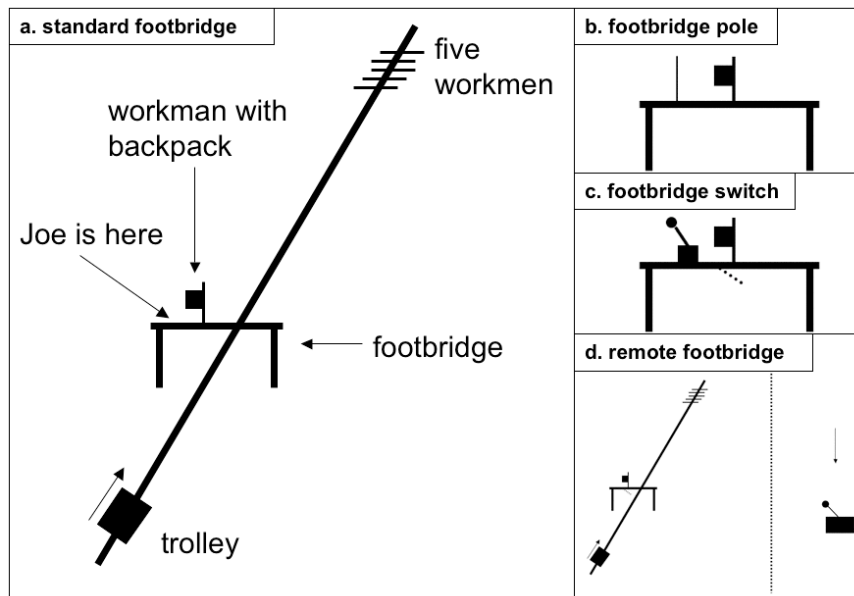 a. standard footbridge
five
workmen
workman with
backpack
Joe is here
footbridge
trolley
b. footbridge pole
c. footbridge switch
d. remote footbridge